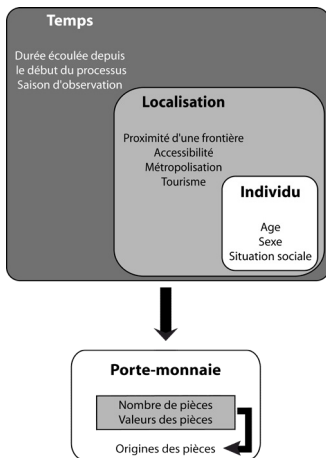 Temps
Durée écoulée depuis
le début du processus
Saison d'observation
Localisation
Proximité d'une frontière
Accessibilité
Métropolisation
Tourisme
Individu
Age
Sexe
Situation sociale
Porte-monnaie
Nombre de pièces
Valeurs des pièces
Origines des pièces